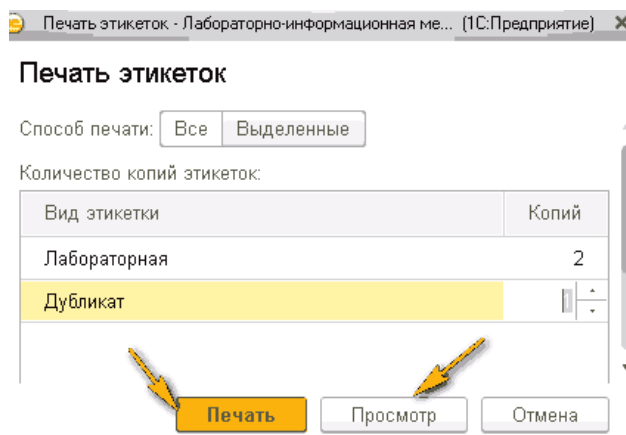 Печать этикеток - Лабораторно-информационная ме... (1С:Предприятие)
Печать этикеток
Способ печати: Все Выделенные
Количество копий этикеток:
Вид этикетки Копий
Лабораторная 2
Дубликат 1
Печать Просмотр Отмена